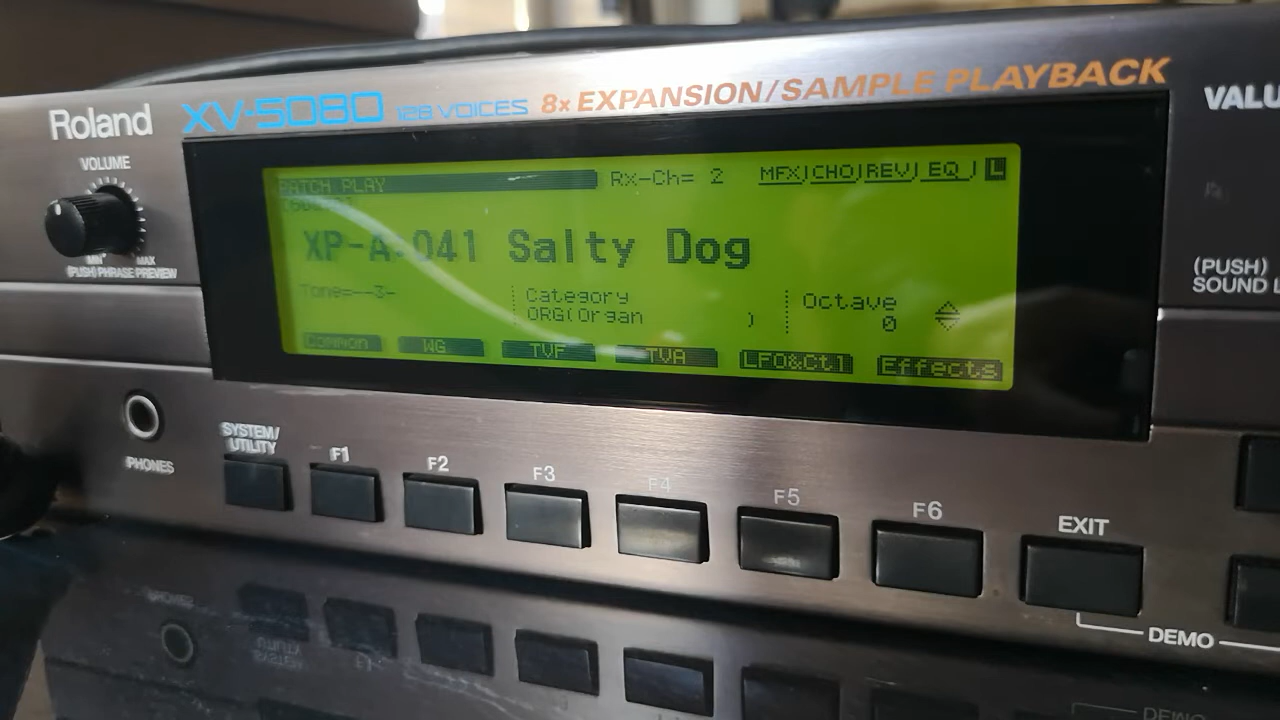 Roland XV-5080 128 VOICES 8x EXPANSION/SAMPLE PLAYBACK
VALU
VOLUME
MIN MAX
(PUSH) PHRASE PREVIEW
PATCH PLAY Rx-Ch= 2 MFX CHO REV EQ L
XP-A:041 Salty Dog
Tone=--3-
Category
ORG(Organ )
Octave
0
Common WG TVF TVA LFO&Ctl Effects
(PUSH)
SOUND L
PHONES
SYSTEM/
UTILITY
F1 F2 F3 F4 F5 F6 EXIT
DEMO